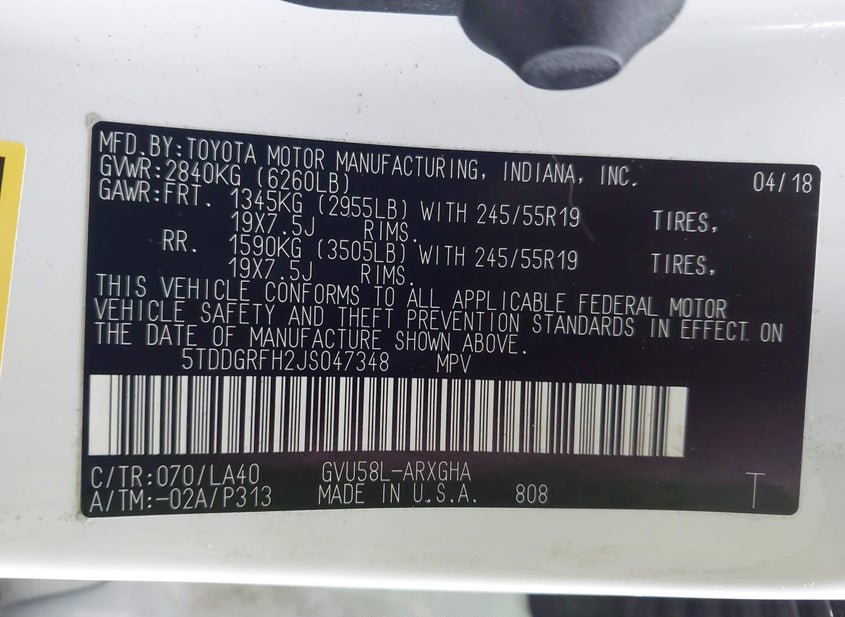 MFD.BY:TOYOTA MOTOR MANUFACTURING, INDIANA, INC. 04/18
GVWR:2840KG (6260LB)
GAWR:FRT. 1345KG (2955LB) WITH 245/55R19 TIRES,
19X7.5J RIMS.
RR. 1590KG (3505LB) WITH 245/55R19 TIRES,
19X7.5J RIMS.
THIS VEHICLE CONFORMS TO ALL APPLICABLE FEDERAL MOTOR
VEHICLE SAFETY AND THEFT PREVENTION STANDARDS IN EFFECT ON
THE DATE OF MANUFACTURE SHOWN ABOVE.
5TDDGRFH2JS047348 MPV
C/TR:070/LA40 GVU58L-ARXGHA
A/TM:-02A/P313 MADE IN U.S.A. 808 T